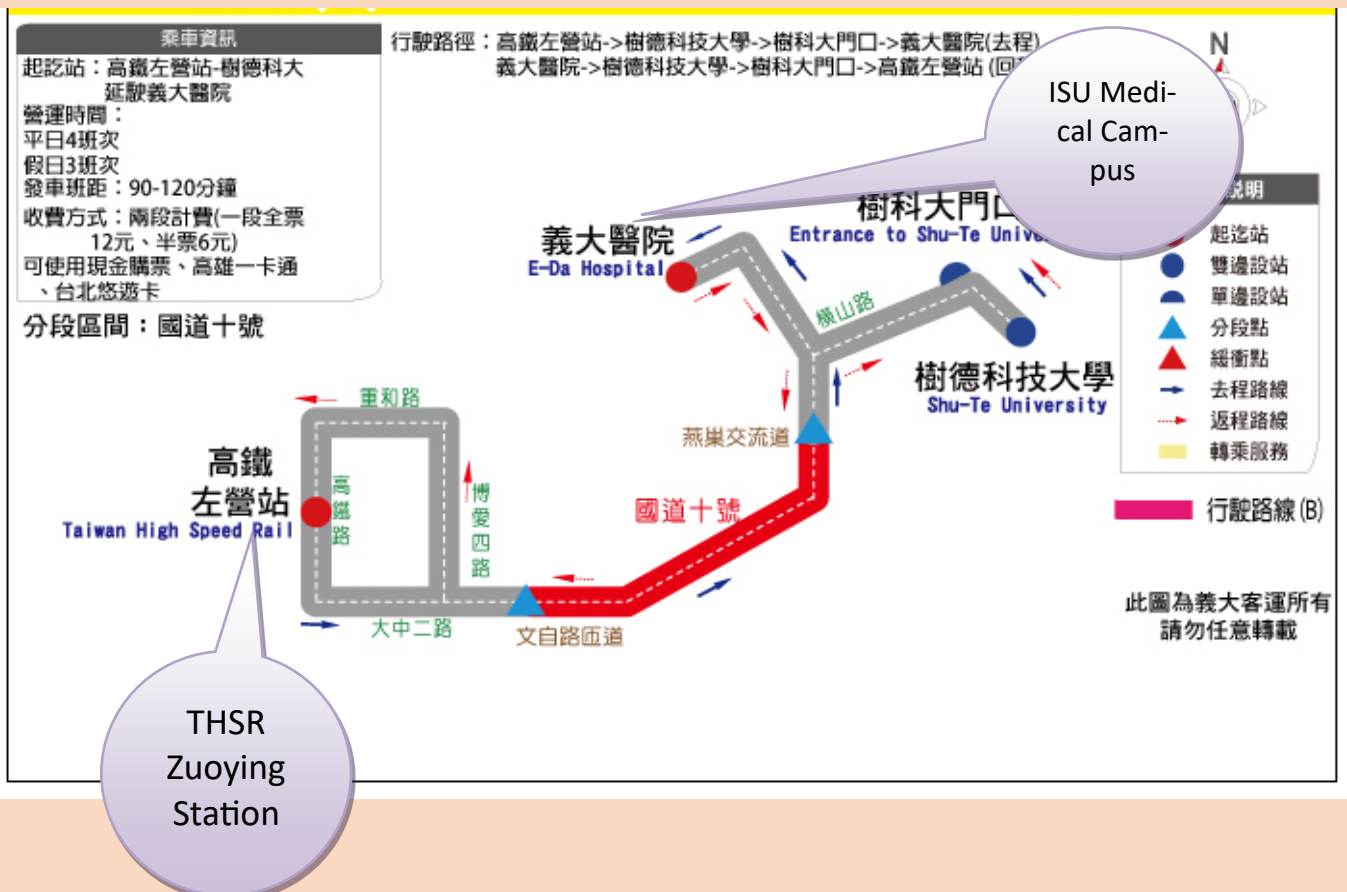 乘車資訊
起訖站：高鐵左營站-樹德科大
延駛義大醫院
營運時間：
平日4班次
假日3班次
發車班距：90-120分鐘
收費方式：兩段計費(一段全票
12元、半票6元)
可使用現金購票、高雄一卡通
、台北悠遊卡
分段區間：國道十號
行駛路徑：高鐵左營站->樹德科技大學->樹科大門口->義大醫院(去程)
義大醫院->樹德科技大學->樹科大門口->高鐵左營站 (回
N
ISU Medi-
cal Cam-
pus
說明
起迄站
雙邊設站
單邊設站
分段點
緩衝點
去程路線
返程路線
轉乘服務
行駛路線(B)
此圖為義大客運所有
請勿任意轉載
樹科大門口
Entrance to Shu-Te
義大醫院
E-Da Hospital
橫山路
樹德科技大學
Shu-Te University
燕巢交流道
國道十號
重和路
高鐵
左營站
Taiwan High Speed Rail
高鐵路
博愛四路
大中二路
文自路匝道
THSR
Zuoying
Station